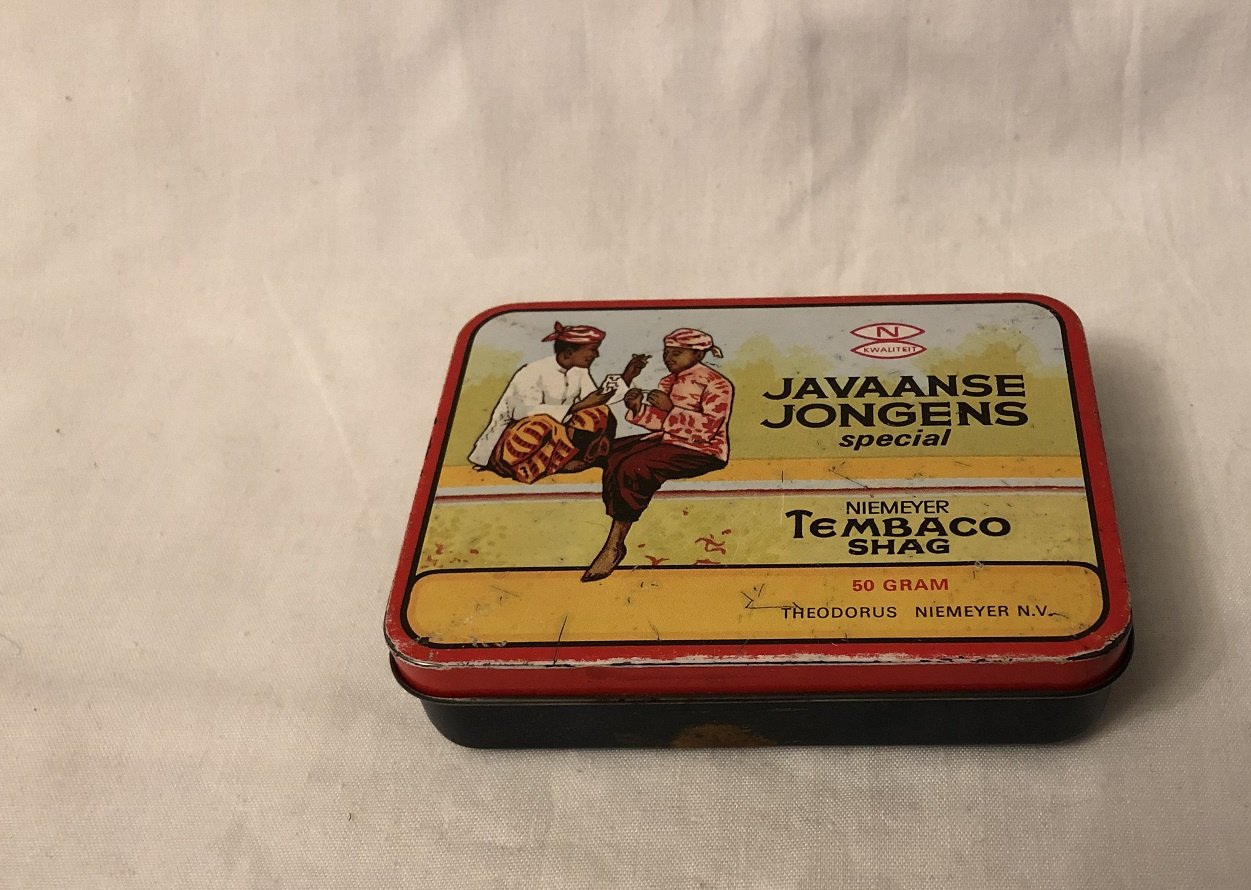 N
KWALITEIT
JAVAANSE
JONGENS
special
NIEMEYER
TEMBACO
SHAG
50 GRAM
THEODORUS NIEMEYER N.V.